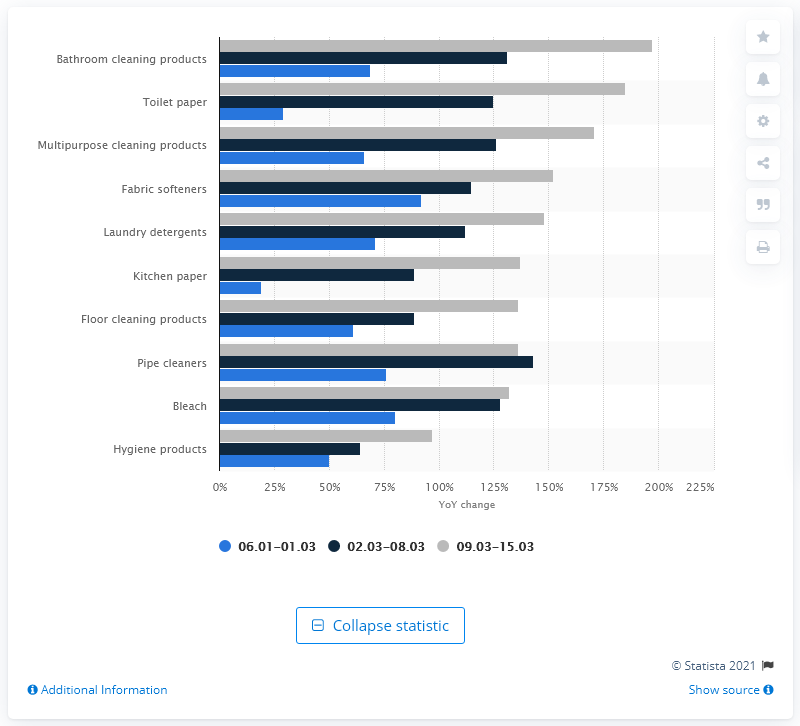 Bathroom cleaning products
Toilet paper
Multipurpose cleaning products
Fabric softeners
Laundry detergents
Kitchen paper
Floor cleaning products
Pipe cleaners
Bleach
Hygiene products
0% 25% 50% 75% 100% 125% 150% 175% 200% 225%
YoY change
06.01-01.03 02.03-08.03 09.03-15.03
Collapse statistic
© Statista 2021
Additional Information Show source